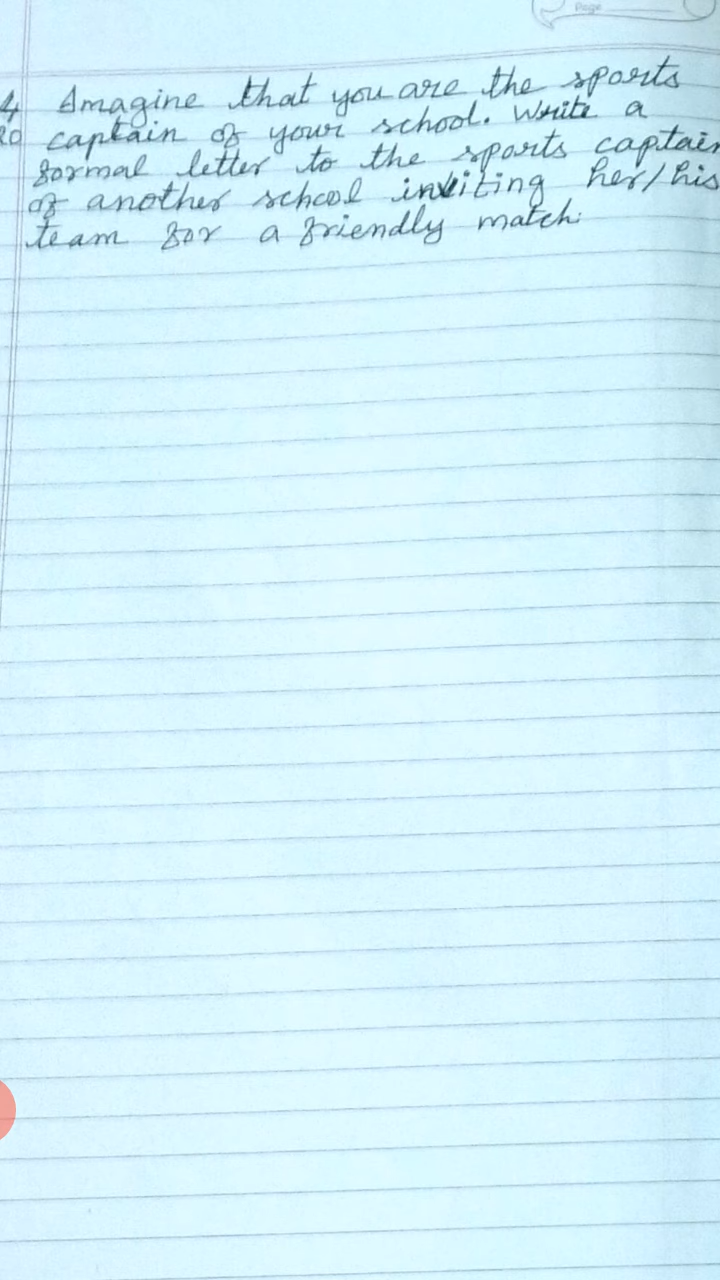 Page
4 Imagine that you are the sports
20 captain of your school. Write a
formal letter to the sports captain
of another school inviting her/his
team for a friendly match.